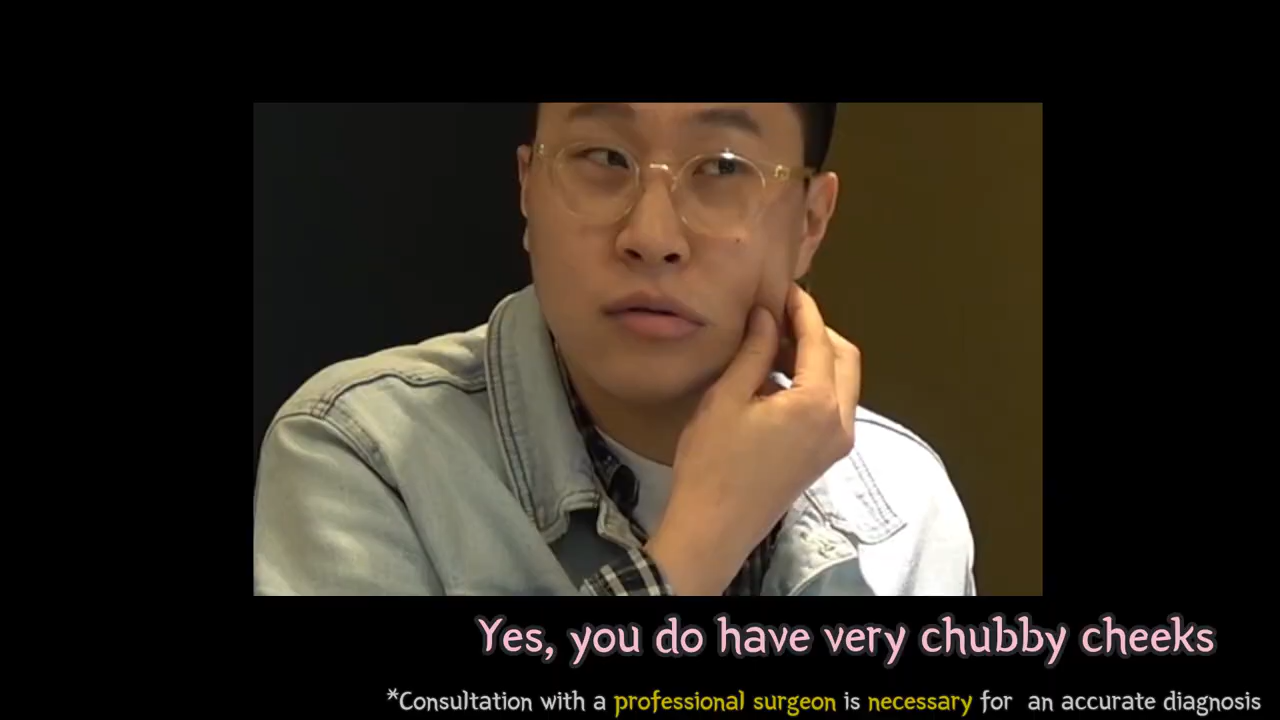 Yes, you do have very chubby cheeks
*Consultation with a professional surgeon is necessary for an accurate diagnosis